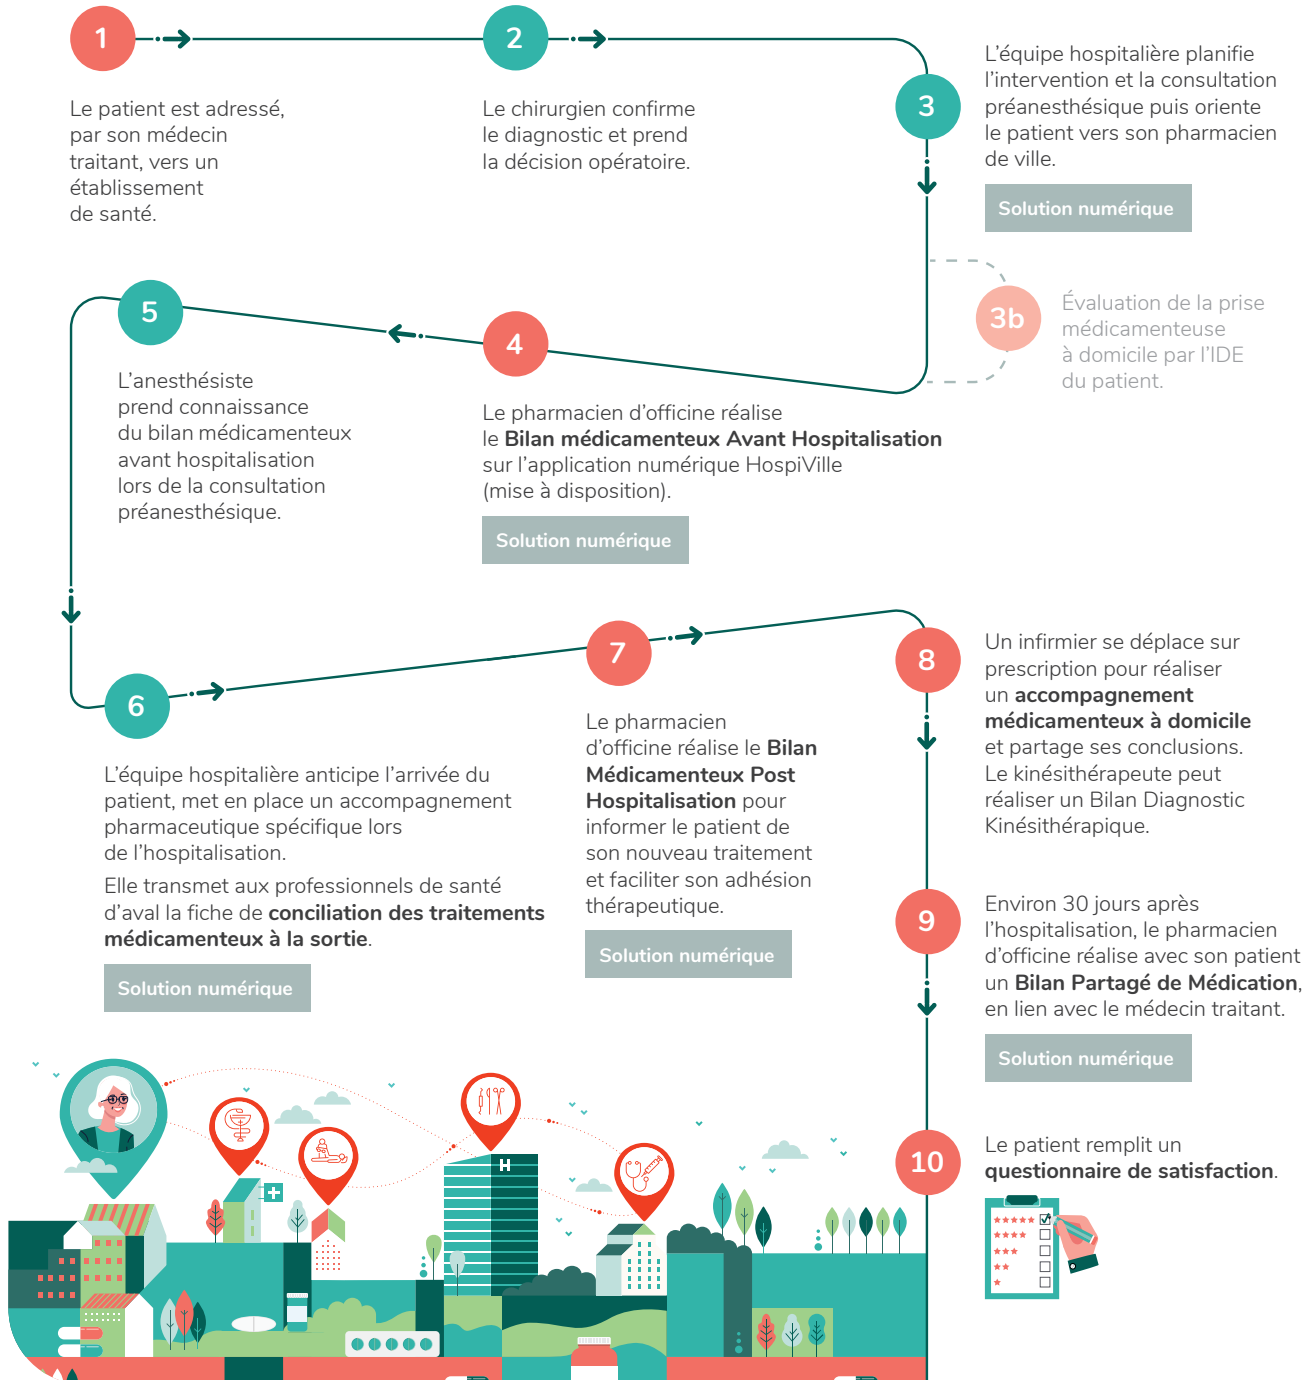 1
Le patient est adressé,
par son médecin
traitant, vers un
établissement
de santé.
2
Le chirurgien confirme
le diagnostic et prend
la décision opératoire.
3
L'équipe hospitalière planifie
l'intervention et la consultation
préanesthésique puis oriente
le patient vers son pharmacien
de ville.
Solution numérique
3b
Évaluation de la prise
médicamenteuse
à domicile par l'IDE
du patient.
4
Le pharmacien d'officine réalise
le Bilan médicamenteux Avant Hospitalisation
sur l'application numérique HospiVille
(mise à disposition).
Solution numérique
5
L'anesthésiste
prend connaissance
du bilan médicamenteux
avant hospitalisation
lors de la consultation
préanesthésique.
6
L'équipe hospitalière anticipe l'arrivée du
patient, met en place un accompagnement
pharmaceutique spécifique lors
de l'hospitalisation.
Elle transmet aux professionnels de santé
d'aval la fiche de conciliation des traitements
médicamenteux à la sortie.
Solution numérique
7
Le pharmacien
d'officine réalise le Bilan
Médicamenteux Post
Hospitalisation pour
informer le patient de
son nouveau traitement
et faciliter son adhésion
thérapeutique.
Solution numérique
8
Un infirmier se déplace sur
prescription pour réaliser
un accompagnement
médicamenteux à domicile
et partage ses conclusions.
Le kinésithérapeute peut
réaliser un Bilan Diagnostic
Kinésithérapique.
9
Environ 30 jours après
l'hospitalisation, le pharmacien
d'officine réalise avec son patient
un Bilan Partagé de Médication,
en lien avec le médecin traitant.
Solution numérique
10
Le patient remplit un
questionnaire de satisfaction.
H